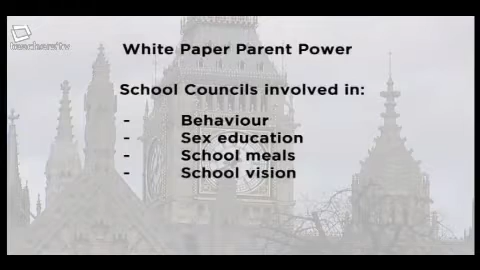 teachers tv
White Paper Parent Power
School Councils involved in:
- Behaviour
- Sex education
- School meals
- School vision